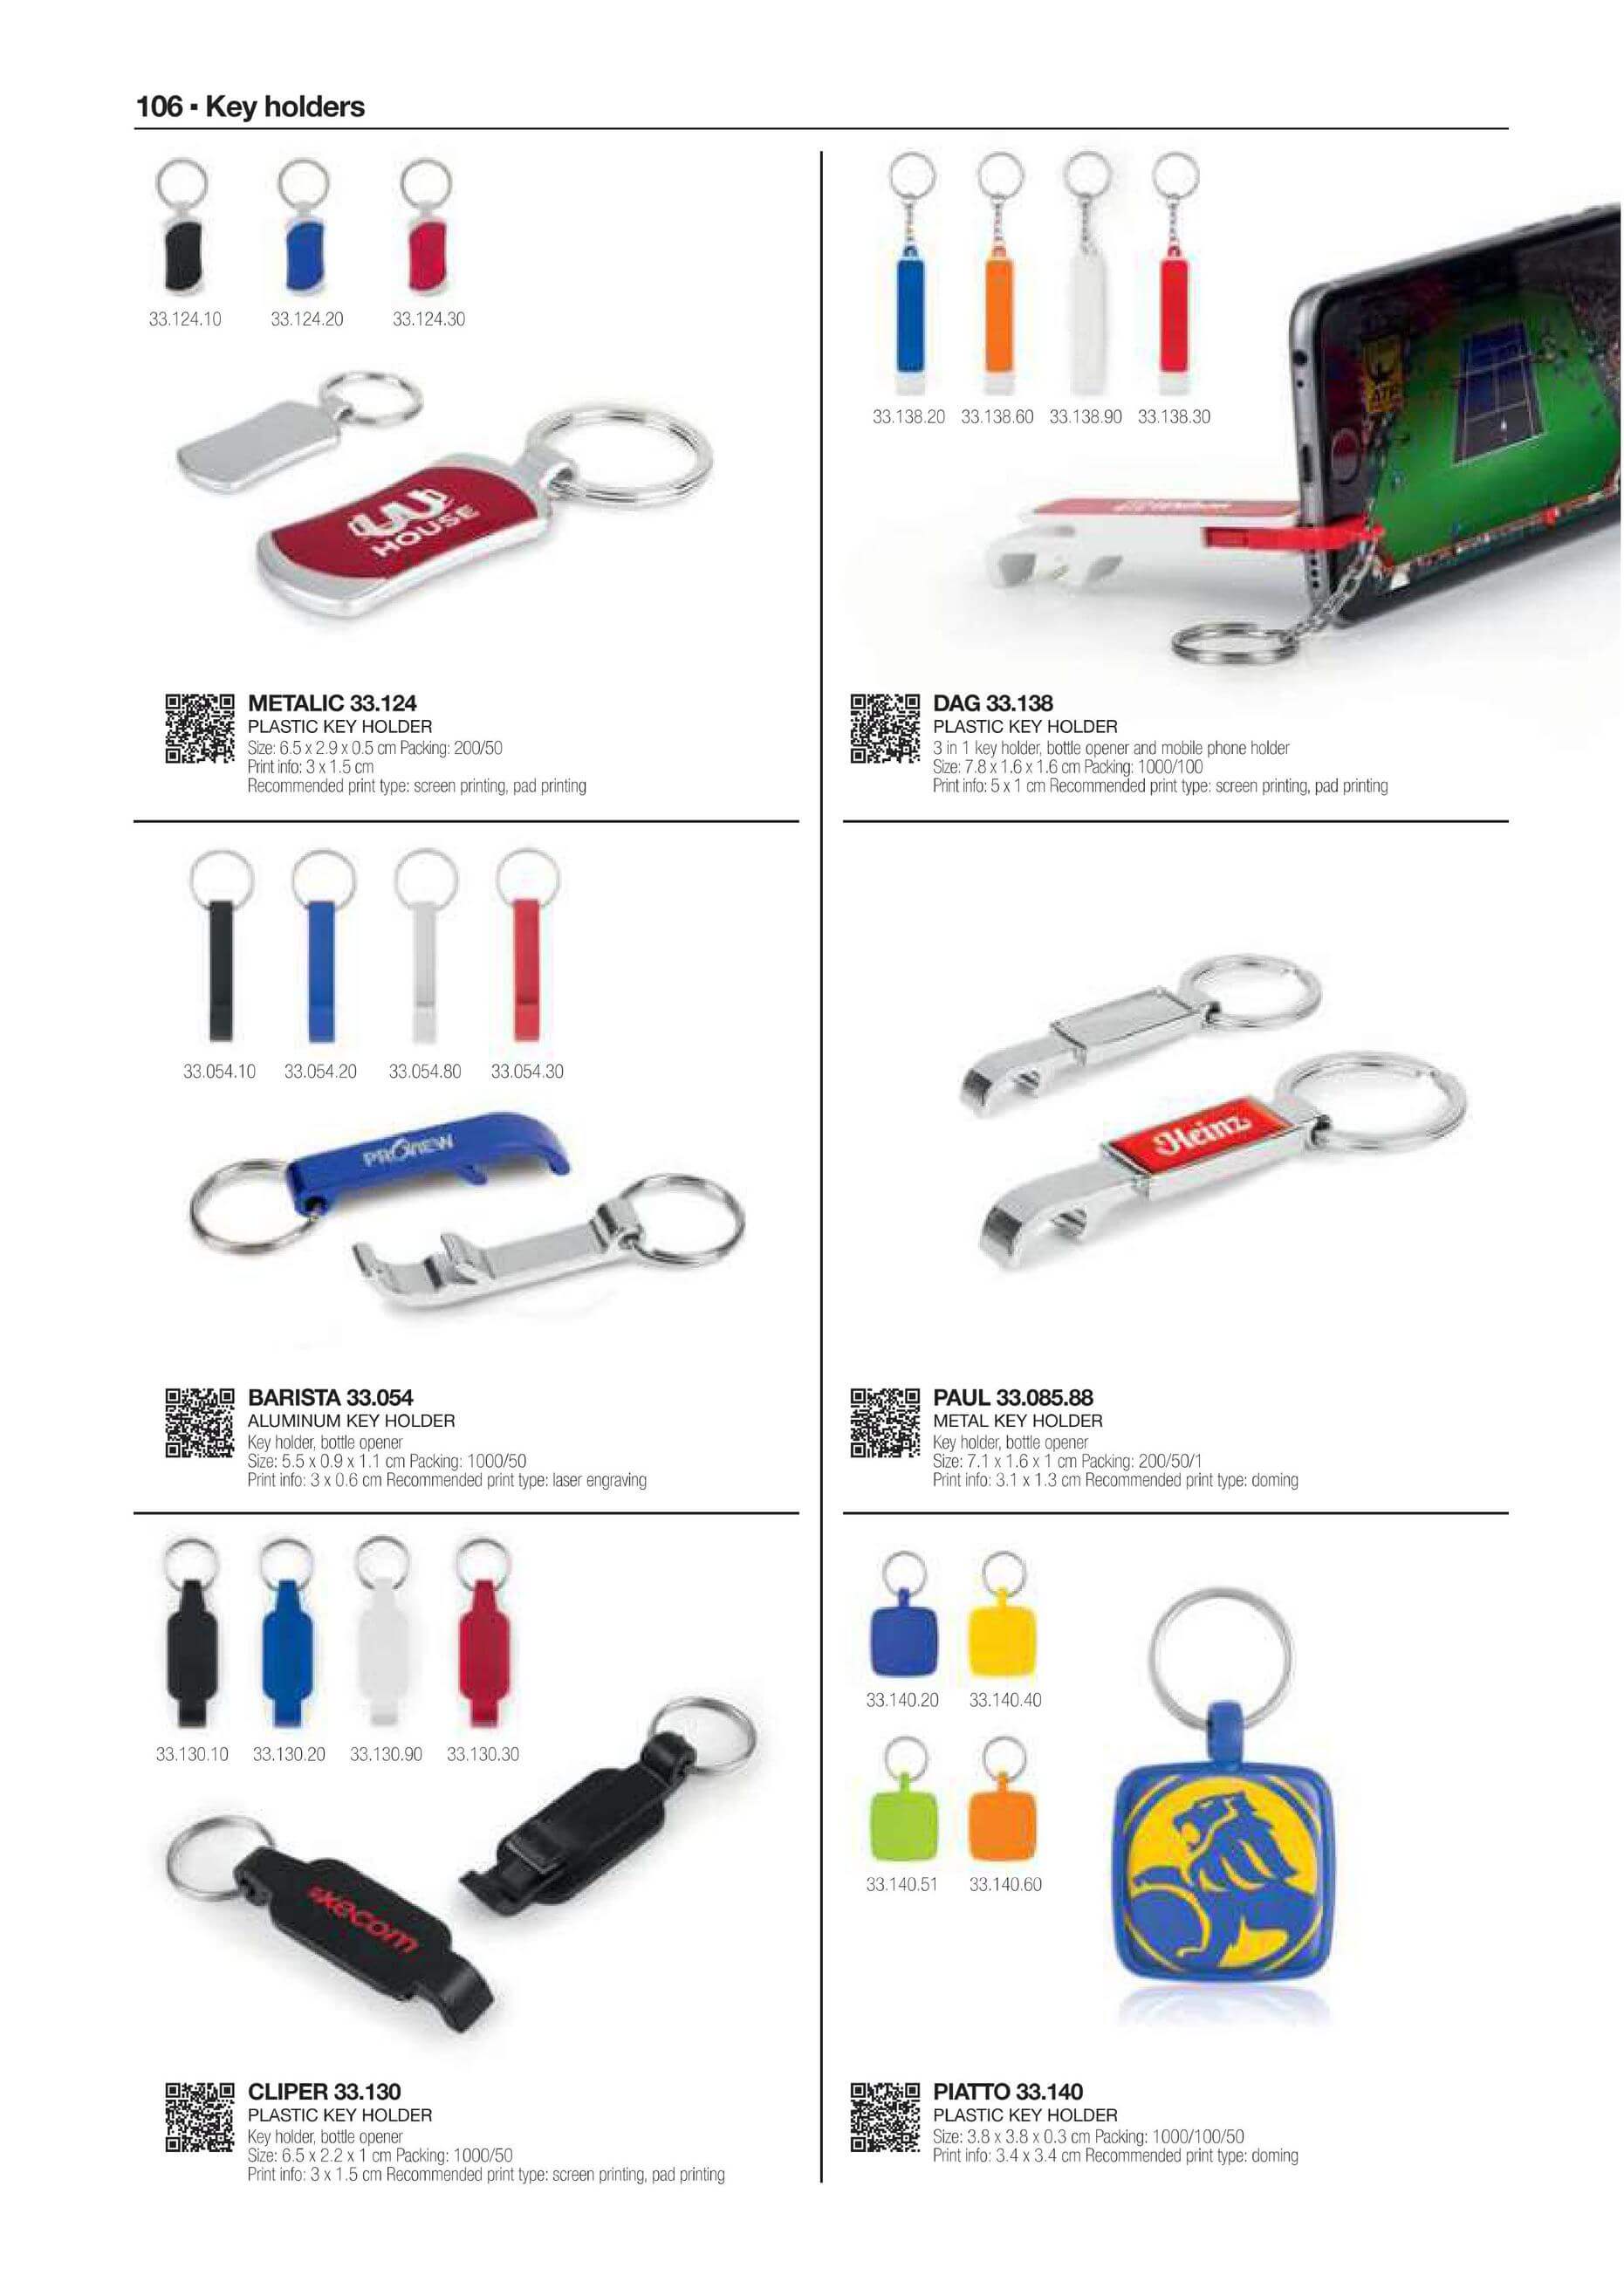 106 ▪ Key holders
33.124.10 33.124.20 33.124.30
HOUSE
METALIC 33.124
PLASTIC KEY HOLDER
Size: 6.5 x 2.9 x 0.5 cm Packing: 200/50
Print info: 3 x 1.5 cm
Recommended print type: screen printing, pad printing
33.138.20 33.138.60 33.138.90 33.138.30
ATP
DAG 33.138
PLASTIC KEY HOLDER
3 in 1 key holder, bottle opener and mobile phone holder
Size: 7.8 x 1.6 x 1.6 cm Packing: 1000/100
Print info: 5 x 1 cm Recommended print type: screen printing, pad printing
33.054.10 33.054.20 33.054.80 33.054.30
PROVIEW
BARISTA 33.054
ALUMINUM KEY HOLDER
Key holder, bottle opener
Size: 5.5 x 0.9 x 1.1 cm Packing: 1000/50
Print info: 3 x 0.6 cm Recommended print type: laser engraving
Heinz
PAUL 33.085.88
METAL KEY HOLDER
Key holder, bottle opener
Size: 7.1 x 1.6 x 1 cm Packing: 200/50/1
Print info: 3.1 x 1.3 cm Recommended print type: doming
33.130.10 33.130.20 33.130.90 33.130.30
CLIPER 33.130
PLASTIC KEY HOLDER
Key holder, bottle opener
Size: 6.5 x 2.2 x 1 cm Packing: 1000/50
Print info: 3 x 1.5 cm Recommended print type: screen printing, pad printing
33.140.20 33.140.40
33.140.51 33.140.60
PIATTO 33.140
PLASTIC KEY HOLDER
Size: 3.8 x 3.8 x 0.3 cm Packing: 1000/100/50
Print info: 3.4 x 3.4 cm Recommended print type: doming